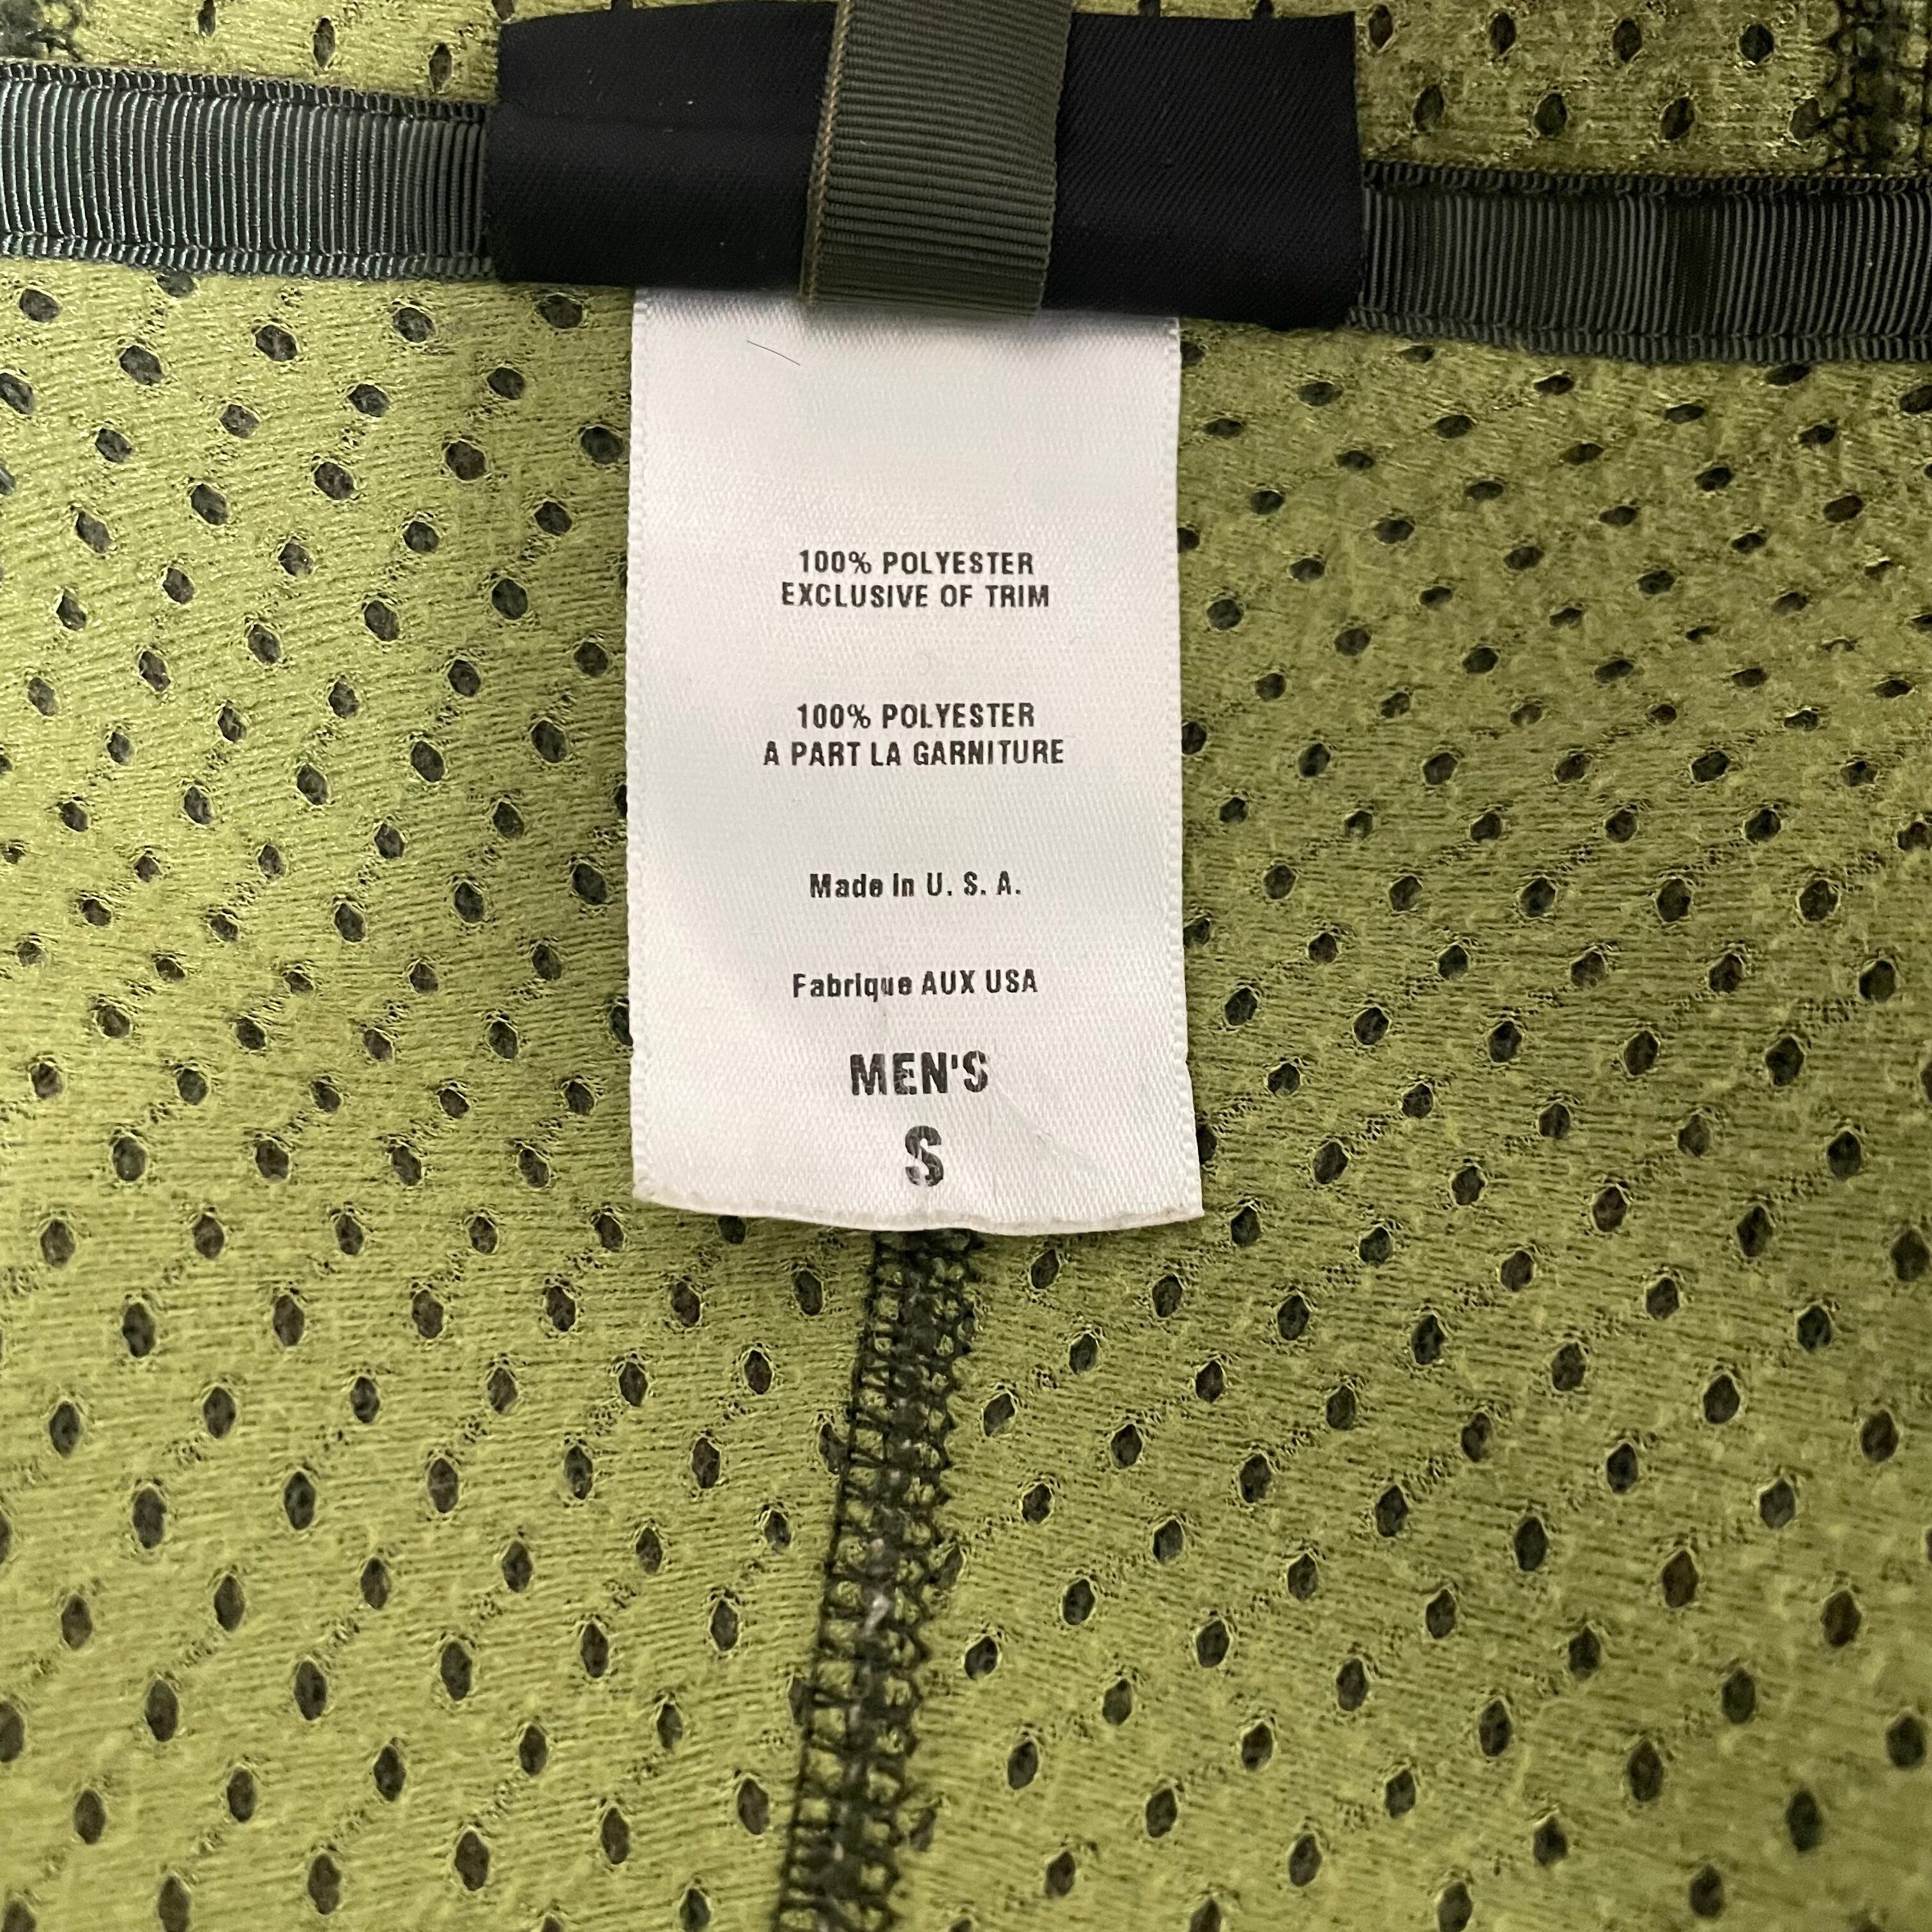 100% POLYESTER
EXCLUSIVE OF TRIM
100% POLYESTER
A PART LA GARNITURE
Made in U. S. A.
Fabrique AUX USA
MEN'S
S